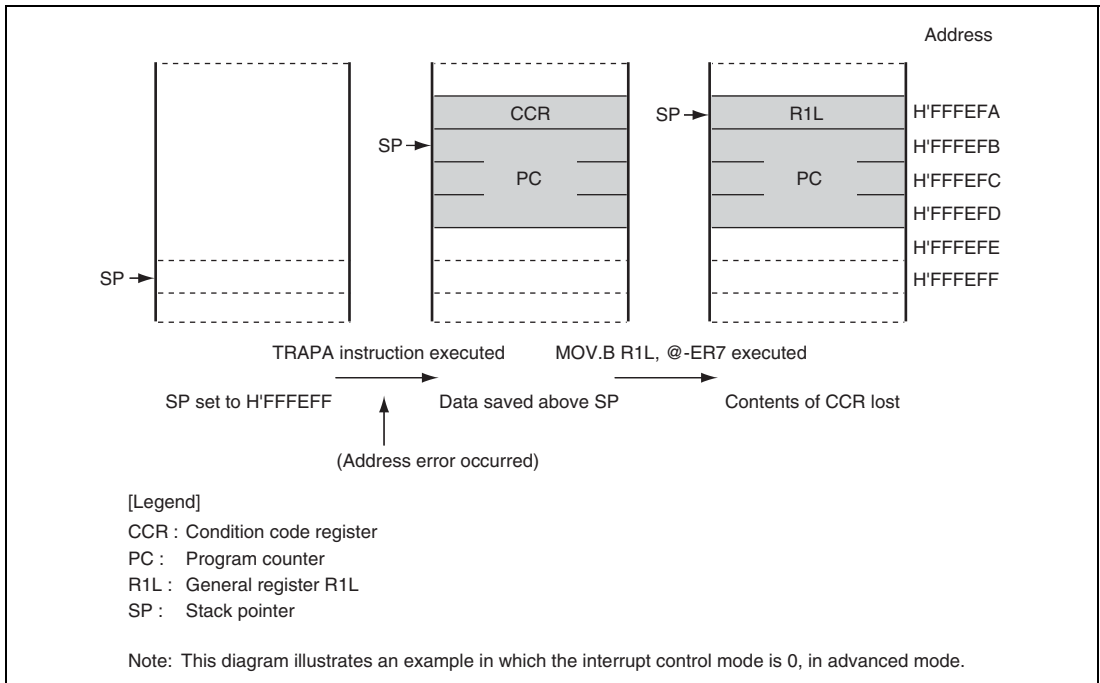 Address
CCR
SP
R1L
H'FFFEFA
SP
H'FFFEFB
PC
PC
H'FFFEFC
H'FFFEFD
H'FFFEFE
SP
H'FFFEFF
TRAPA instruction executed
MOV.B R1L, @-ER7 executed
SP set to H'FFFEFF
Data saved above SP
Contents of CCR lost
(Address error occurred)
[Legend]
CCR : Condition code register
PC : Program counter
R1L : General register R1L
SP : Stack pointer
Note: This diagram illustrates an example in which the interrupt control mode is 0, in advanced mode.